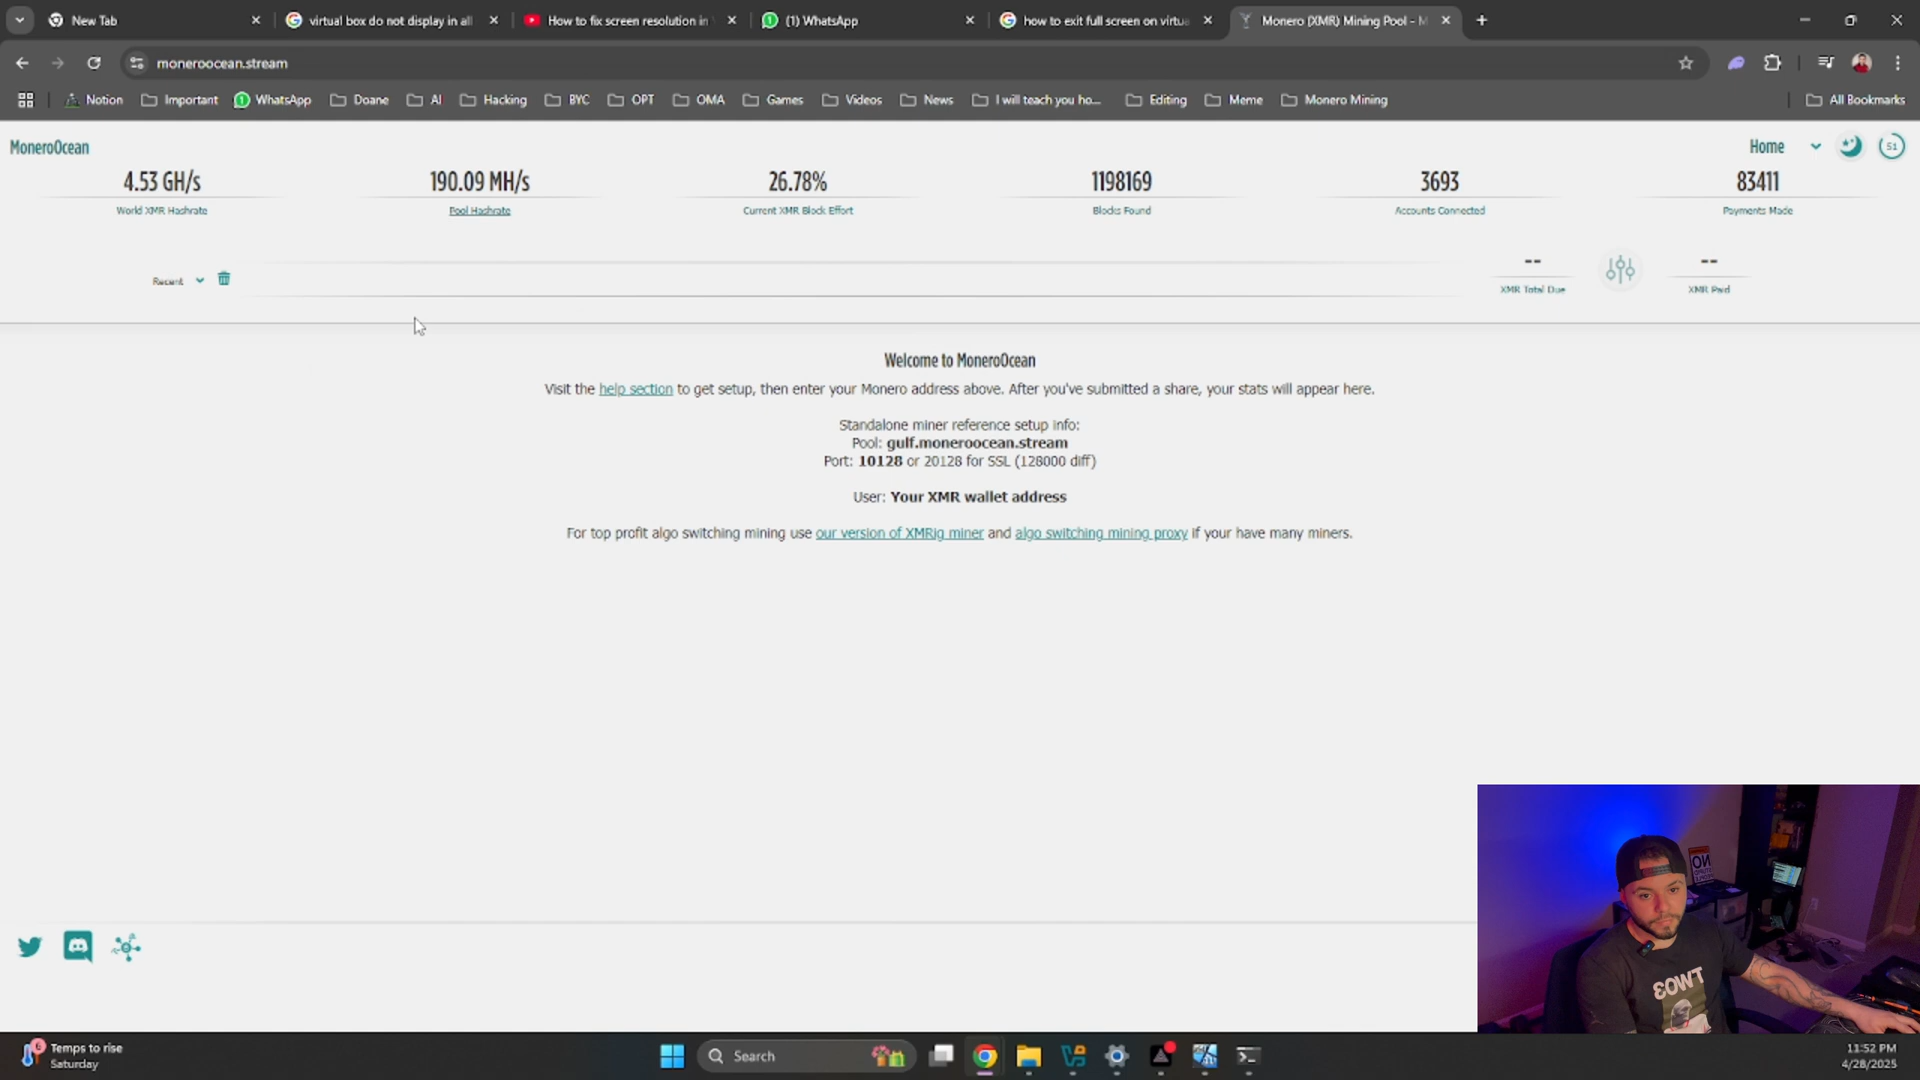 New Tab
virtual box do not display in all
How to fix screen resolution in
(1) WhatsApp
how to exit full screen on virtu
Monero (XMR) Mining Pool - M
moneroocean.stream
Notion
Important
WhatsApp
Doane
AI
Hacking
BYC
OPT
OMA
Games
Videos
News
I will teach you ho...
Editing
Meme
Monero Mining
All Bookmarks
MoneroOcean
Home
51
4.53 GH/s
World XMR Hashrate
190.09 MH/s
Pool Hashrate
26.78%
Current XMR Block Effort
1198169
Blocks Found
3693
Accounts Connected
83411
Payments Made
Recent
--
XMR Total Due
--
XMR Paid
Welcome to MoneroOcean
Visit the help section to get setup, then enter your Monero address above. After you've submitted a share, your stats will appear here.
Standalone miner reference setup info:
Pool: gulf.moneroocean.stream
Port: 10128 or 20128 for SSL (128000 diff)
User: Your XMR wallet address
For top profit algo switching mining use our version of XMRig miner and algo switching mining proxy if your have many miners.
Temps to rise
Saturday
Search
11:52 PM
4/28/2025